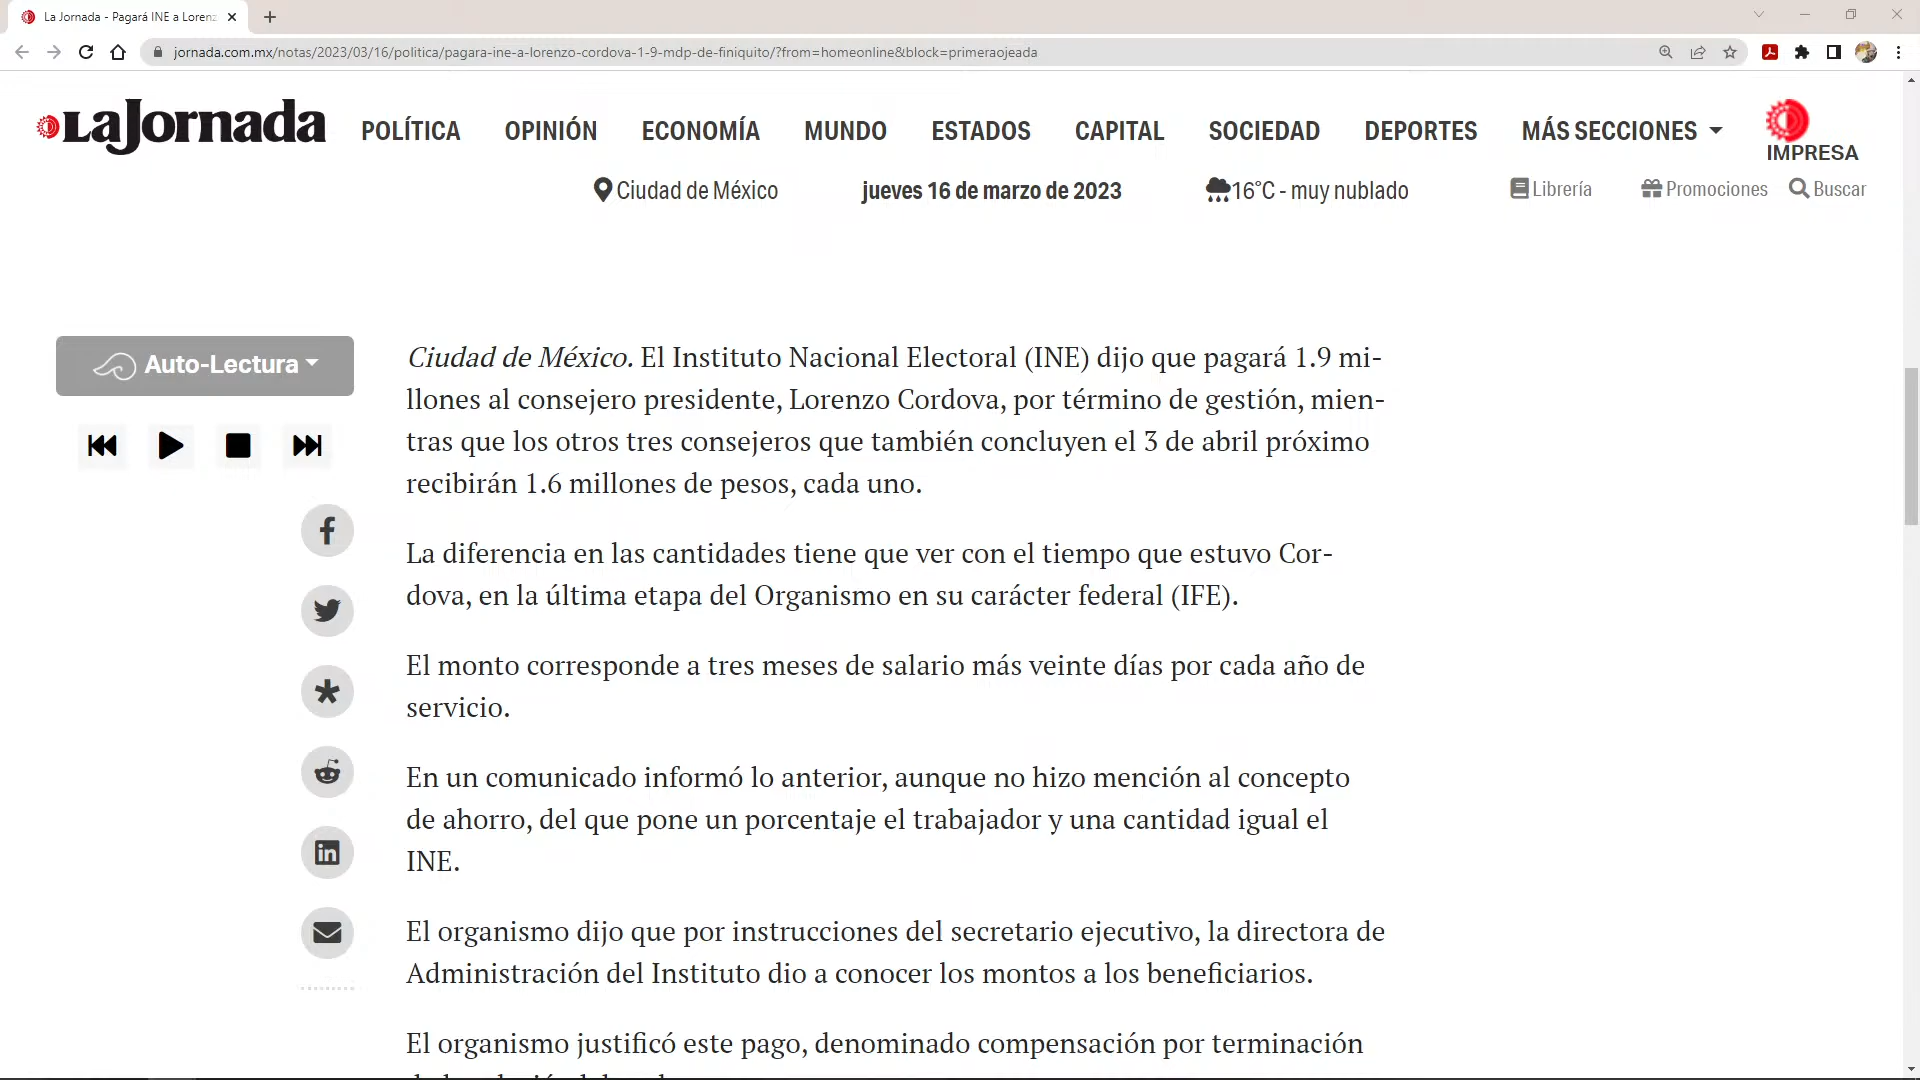 La Jornada - Pagará INE a Lorenz
jornada.com.mx/notas/2023/03/16/politica/pagara-ine-a-lorenzo-cordova-1-9-mdp-de-finiquito/?from=homeonline&block=primeraojeada
La Jornada
POLÍTICA OPINIÓN ECONOMÍA MUNDO ESTADOS CAPITAL SOCIEDAD DEPORTES MÁS SECCIONES
IMPRESA
Ciudad de México jueves 16 de marzo de 2023 16°C - muy nublado Librería Promociones Buscar
Auto-Lectura
Ciudad de México. El Instituto Nacional Electoral (INE) dijo que pagará 1.9 mi-
llones al consejero presidente, Lorenzo Cordova, por término de gestión, mien-
tras que los otros tres consejeros que también concluyen el 3 de abril próximo
recibirán 1.6 millones de pesos, cada uno.
La diferencia en las cantidades tiene que ver con el tiempo que estuvo Cor-
dova, en la última etapa del Organismo en su carácter federal (IFE).
El monto corresponde a tres meses de salario más veinte días por cada año de
servicio.
En un comunicado informó lo anterior, aunque no hizo mención al concepto
de ahorro, del que pone un porcentaje el trabajador y una cantidad igual el
INE.
El organismo dijo que por instrucciones del secretario ejecutivo, la directora de
Administración del Instituto dio a conocer los montos a los beneficiarios.
El organismo justificó este pago, denominado compensación por terminación